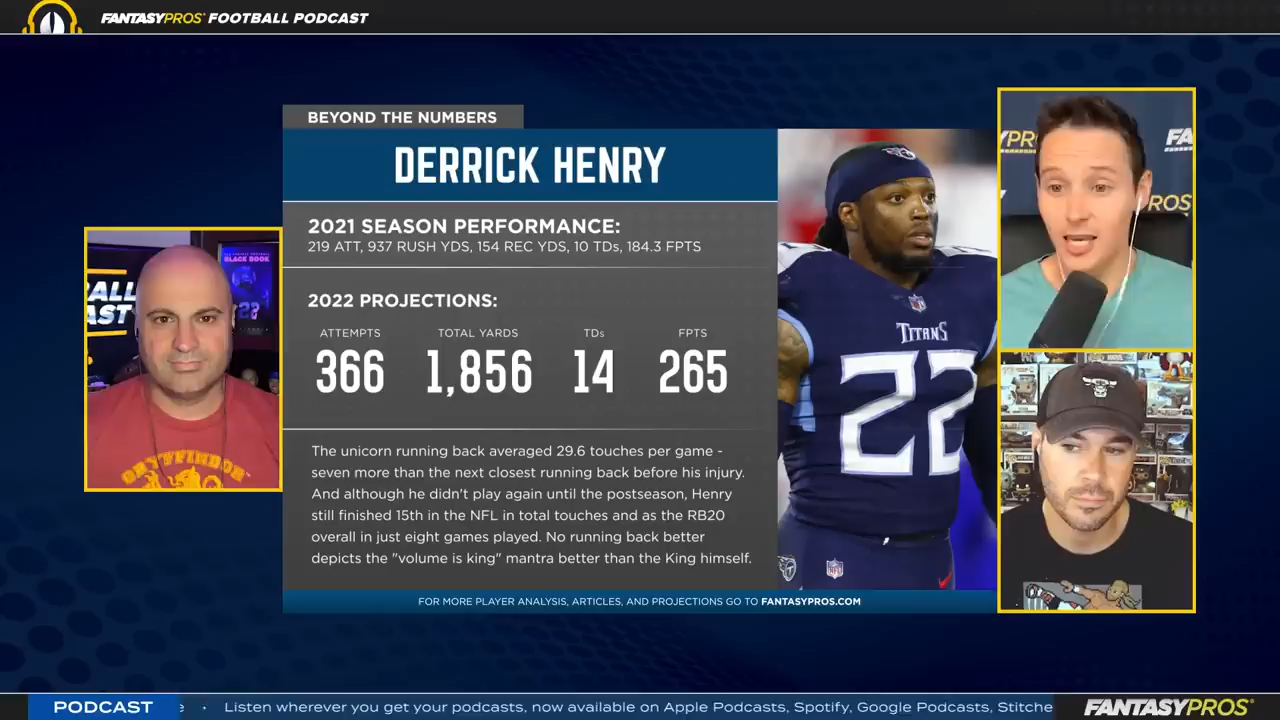 FANTASYPROS FOOTBALL PODCAST
BEYOND THE NUMBERS
DERRICK HENRY
2021 SEASON PERFORMANCE:
219 ATT, 937 RUSH YDS, 154 REC YDS, 10 TDs, 184.3 FPTS
2022 PROJECTIONS:
ATTEMPTS TOTAL YARDS TDs FPTS
366 1,856 14 265
The unicorn running back averaged 29.6 touches per game -
seven more than the next closest running back before his injury.
And although he didn't play again until the postseason, Henry
still finished 15th in the NFL in total touches and as the RB20
overall in just eight games played. No running back better
depicts the "volume is king" mantra better than the King himself.
FOR MORE PLAYER ANALYSIS, ARTICLES, AND PROJECTIONS GO TO FANTASYPROS.COM
TITANS
22
NFL
BLACK BOOK
GRYFFINDOR
PODCAST
Listen wherever you get your podcasts, now available on Apple Podcasts, Spotify, Google Podcasts, Stitche
FANTASYPROS